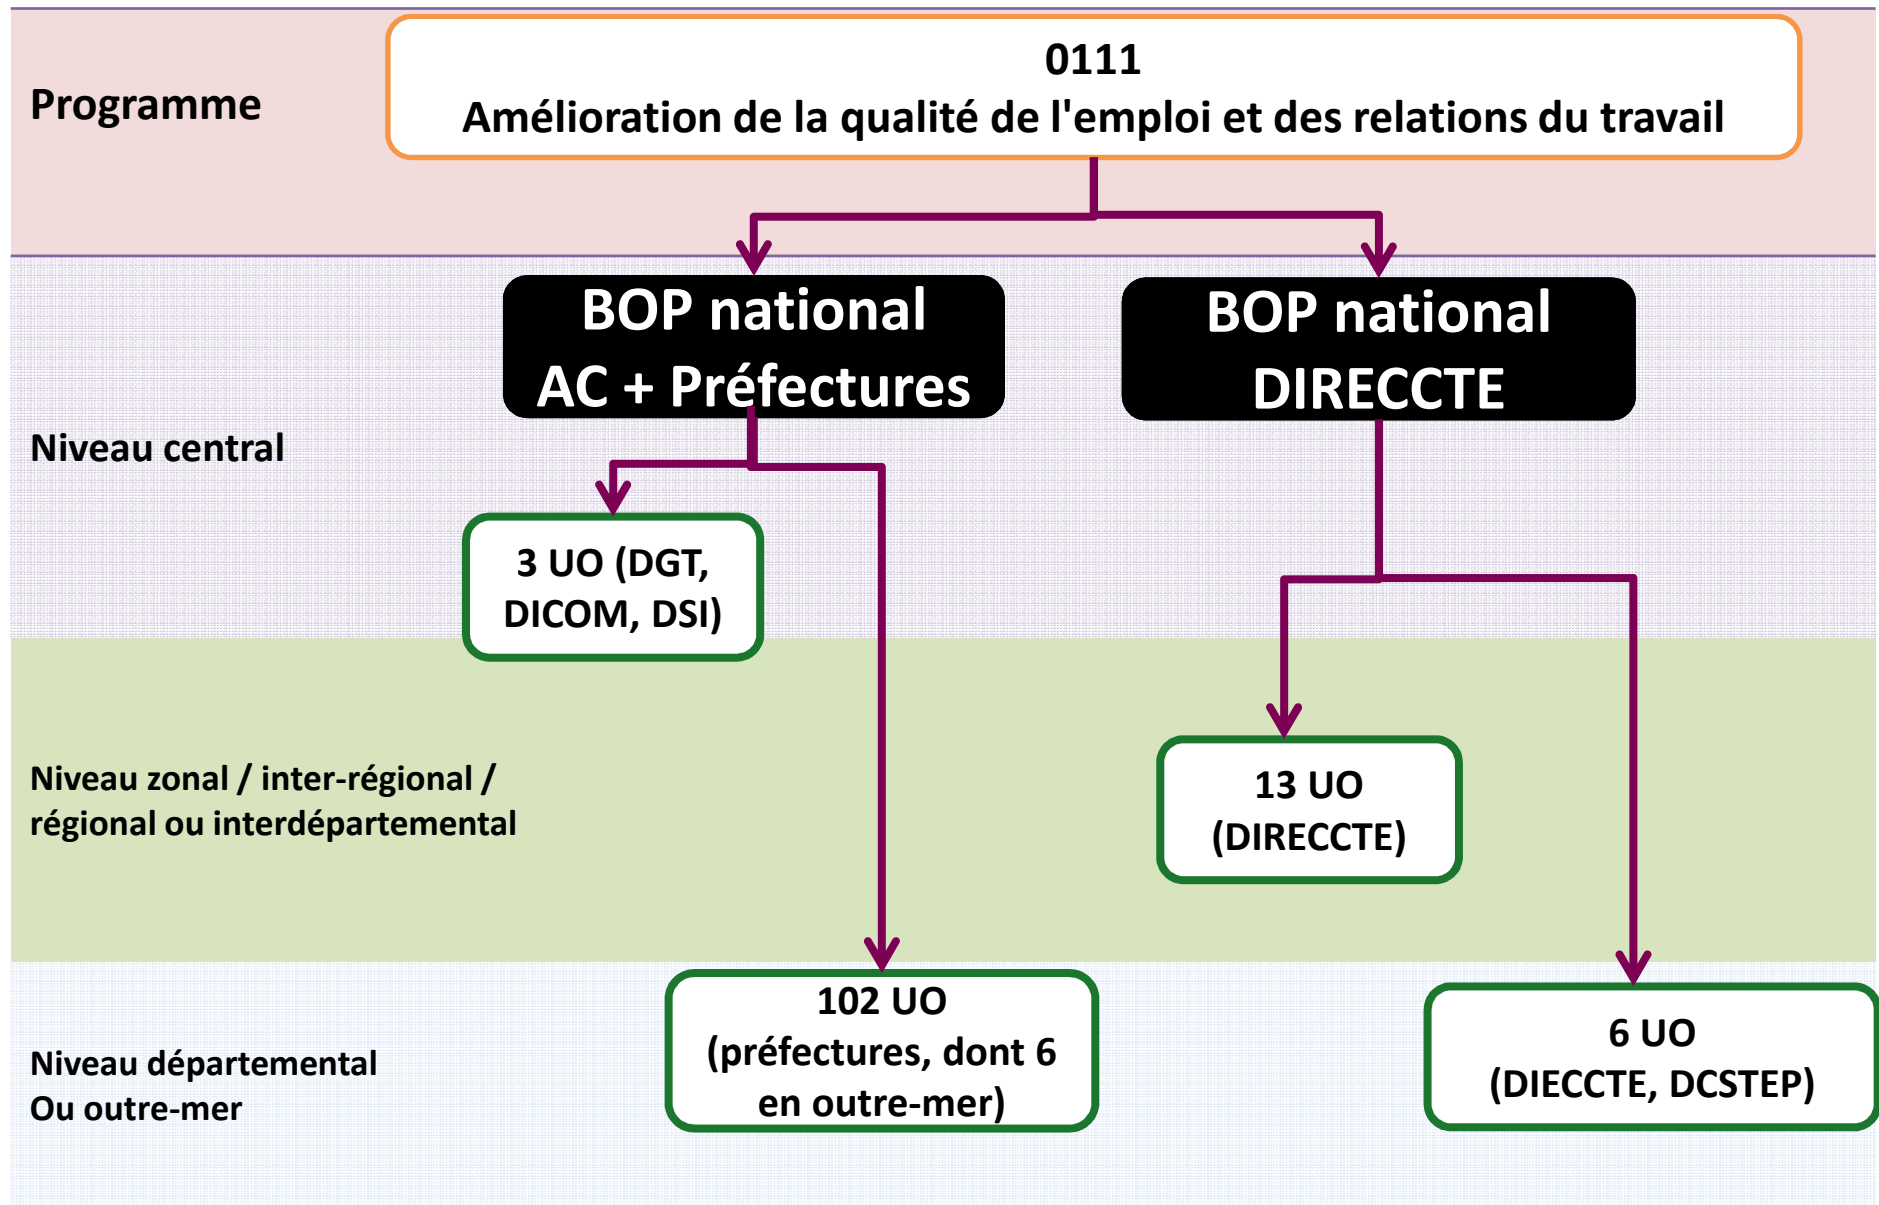 Programme
0111
Amélioration de la qualité de l'emploi et des relations du travail
BOP national
AC + Préfectures
BOP national
DIRECCTE
Niveau central
3 UO (DGT,
DICOM, DSI)
Niveau zonal / inter-régional /
régional ou interdépartemental
13 UO
(DIRECCTE)
Niveau départemental
Ou outre-mer
102 UO
(préfectures, dont 6
en outre-mer)
6 UO
(DIECCTE, DCSTEP)